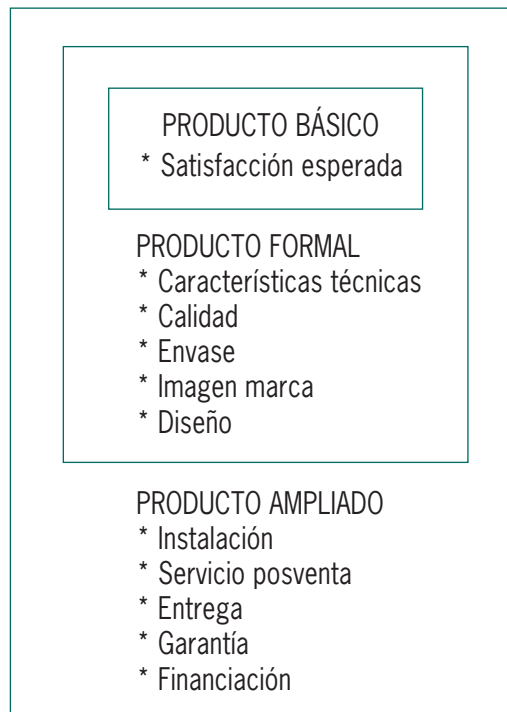 PRODUCTO BÁSICO
* Satisfacción esperada
PRODUCTO FORMAL
* Característícas técnicas
* Calidad
* Envase
* Imagen marca
* Diseño
PRODUCTO AMPLIADO
* Instalación
* Servicio posventa
* Entrega
* Garantía
* Financiación